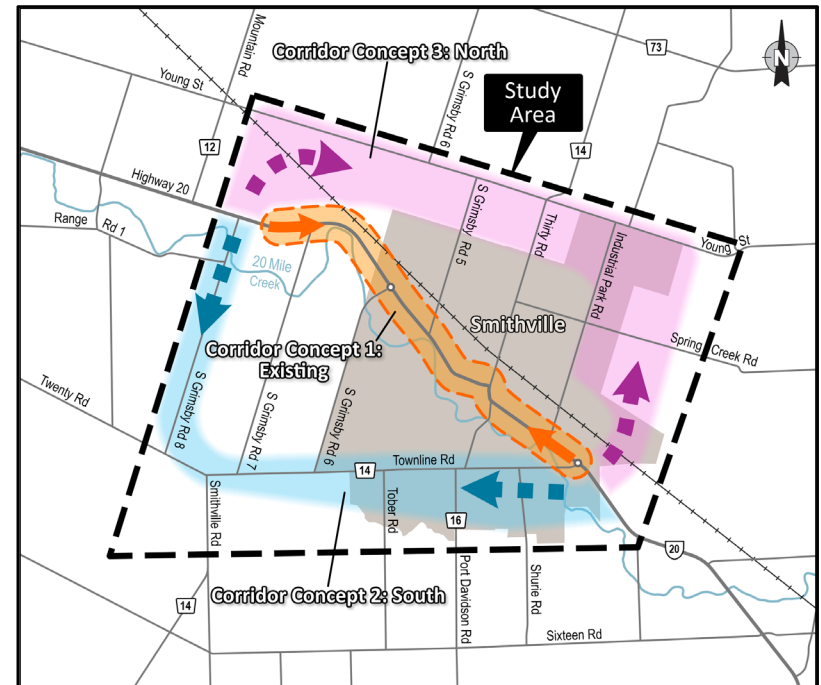 Mountain Rd
Corridor Concept 3: North
S Grimsby Rd 6
73
N
Young St
Study
Area
12
14
Highway 20
Range Rd 1
S Grimsby Rd 5
Thirty Rd
Industrial Park Rd
Young St
20 Mile
Creek
Smithville
Spring Creek Rd
Corridor Concept 1:
Existing
Twenty Rd
S Grimsby Rd 8
S Grimsby Rd 7
S Grimsby Rd 6
Townline Rd
14
Smithville Rd
Tober Rd
16
Port Davidson Rd
Shurie Rd
20
14
Corridor Concept 2: South
Sixteen Rd